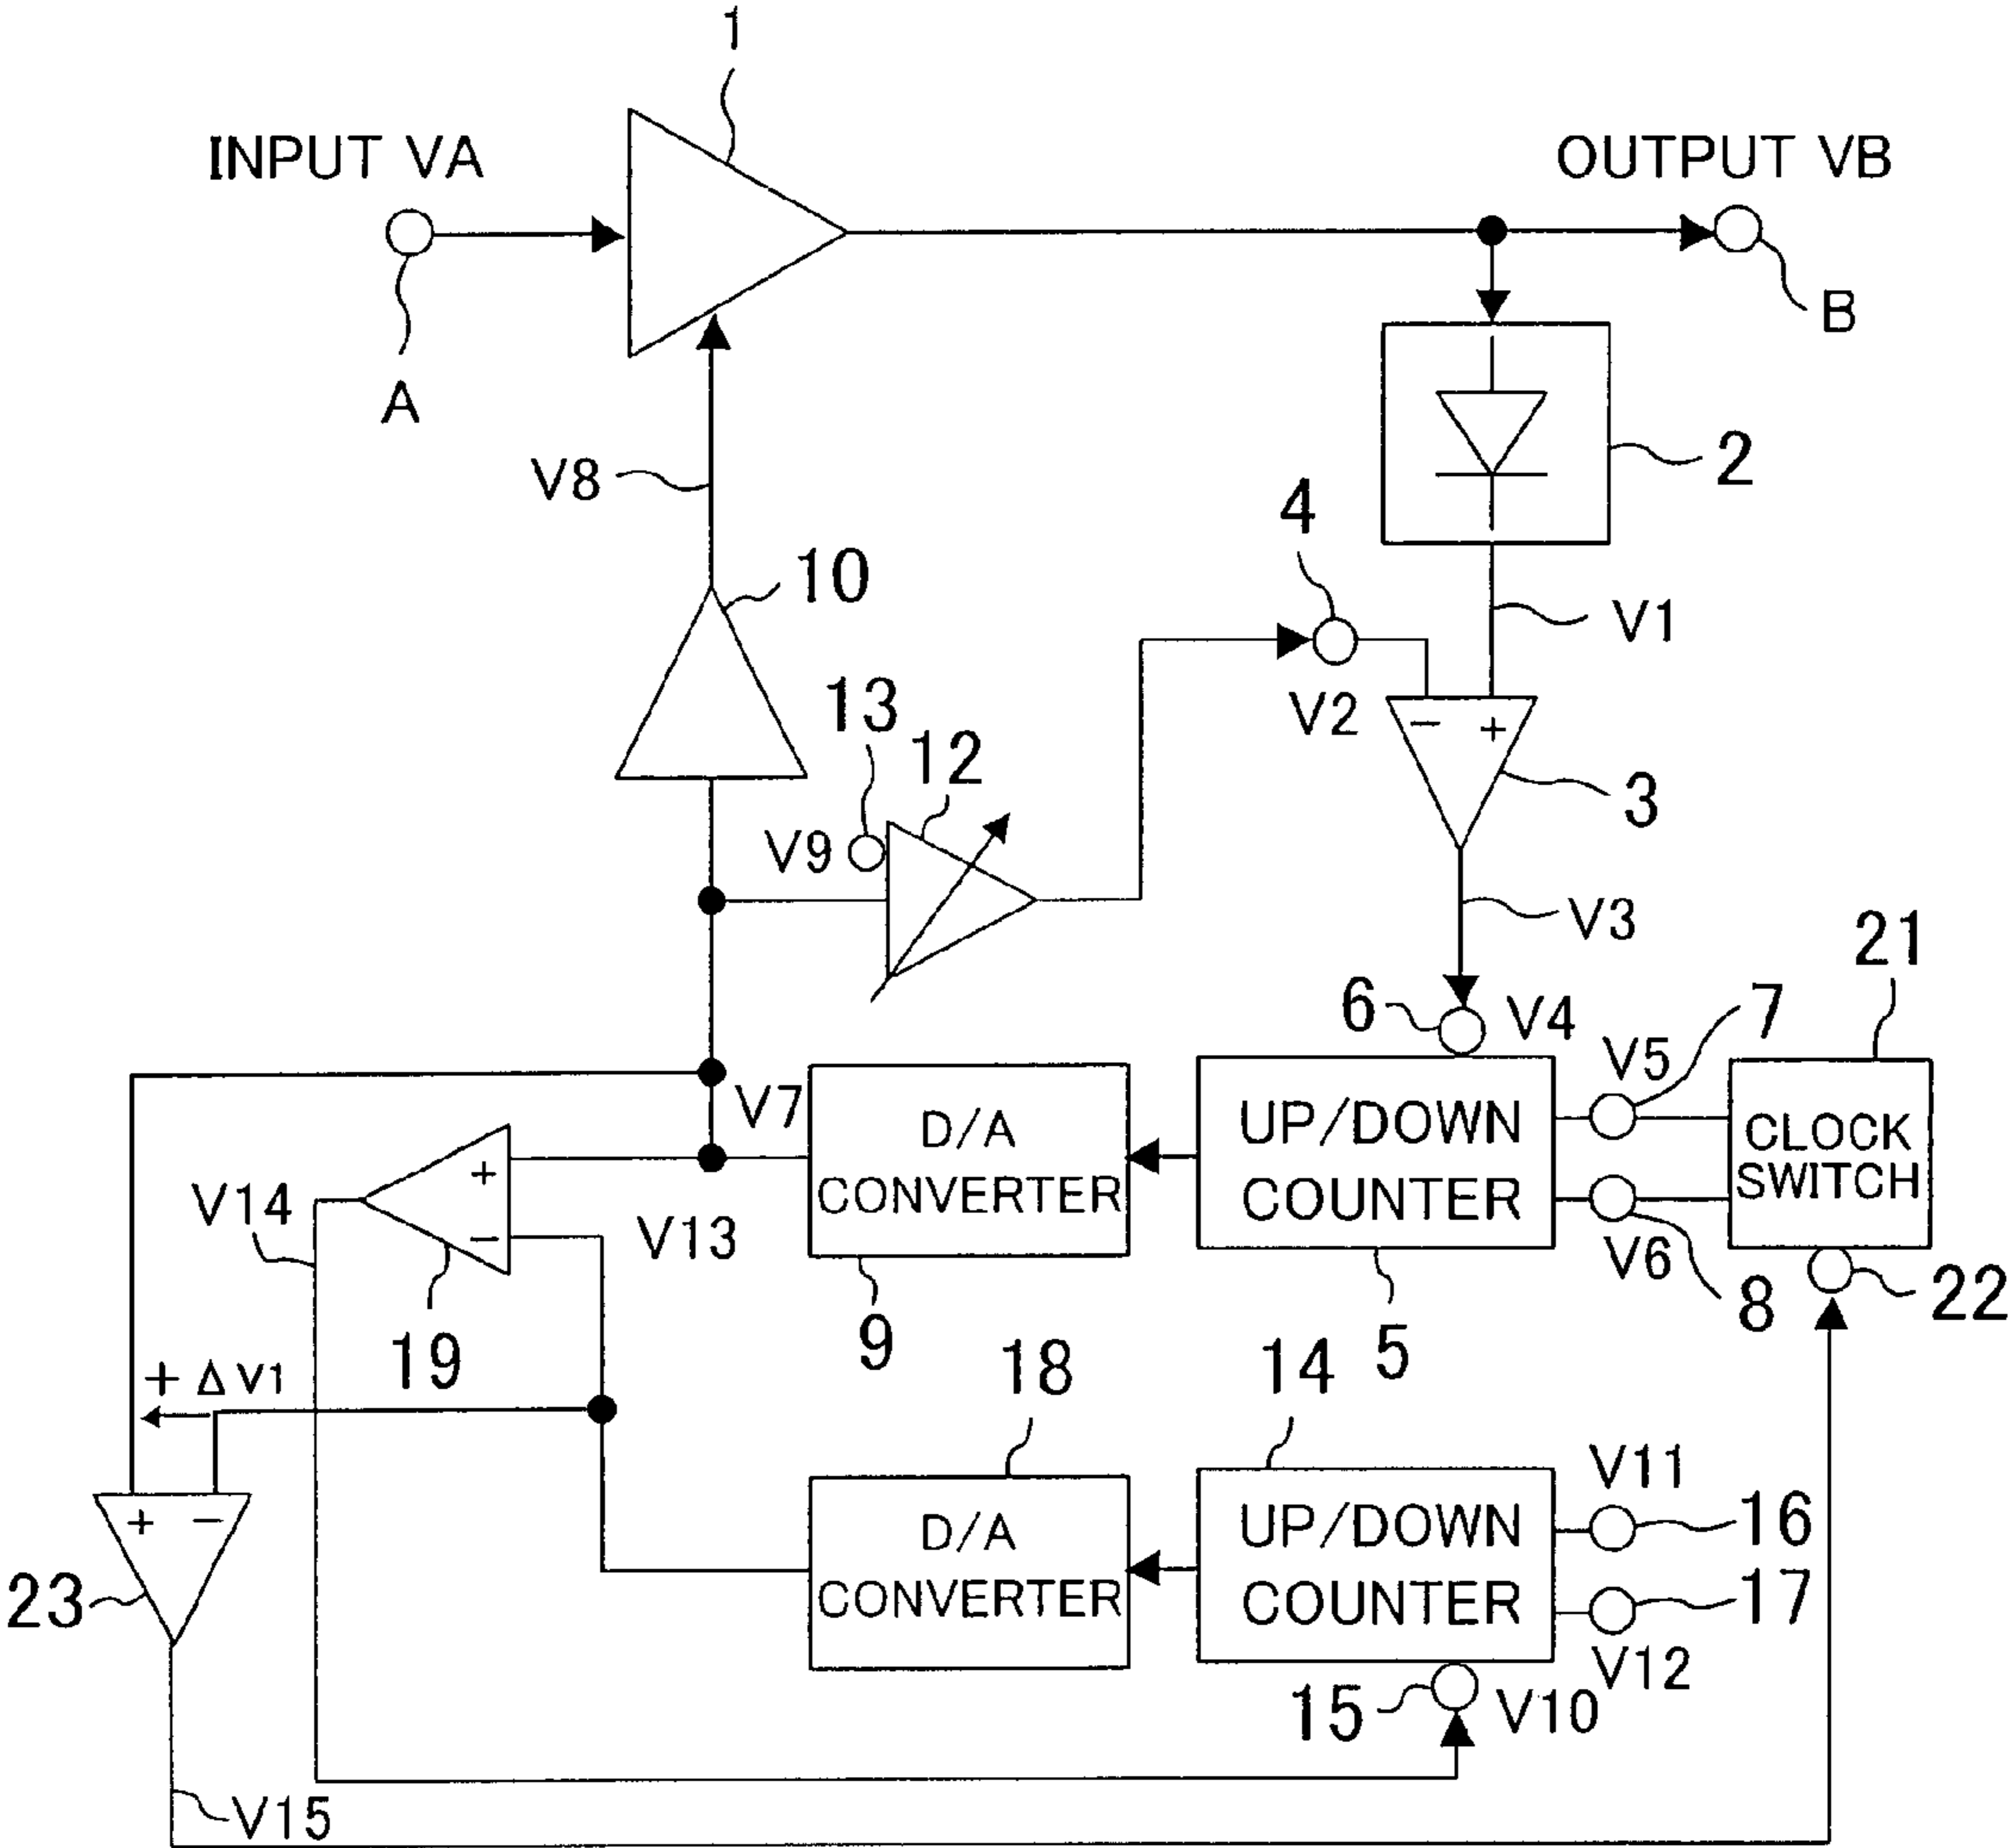 1
INPUT VA
OUTPUT VB
A
B
2
V8
4
10
V1
V2
13
12
- +
3
V9
V3
21
6
V4
7
V5
V7
D/A
CONVERTER
UP/DOWN
COUNTER
CLOCK
SWITCH
+
-
V14
V13
V6
8
22
19
9
5
+ Δ V1
18
14
V11
16
D/A
CONVERTER
UP/DOWN
COUNTER
+ -
23
17
V12
15
V10
V15